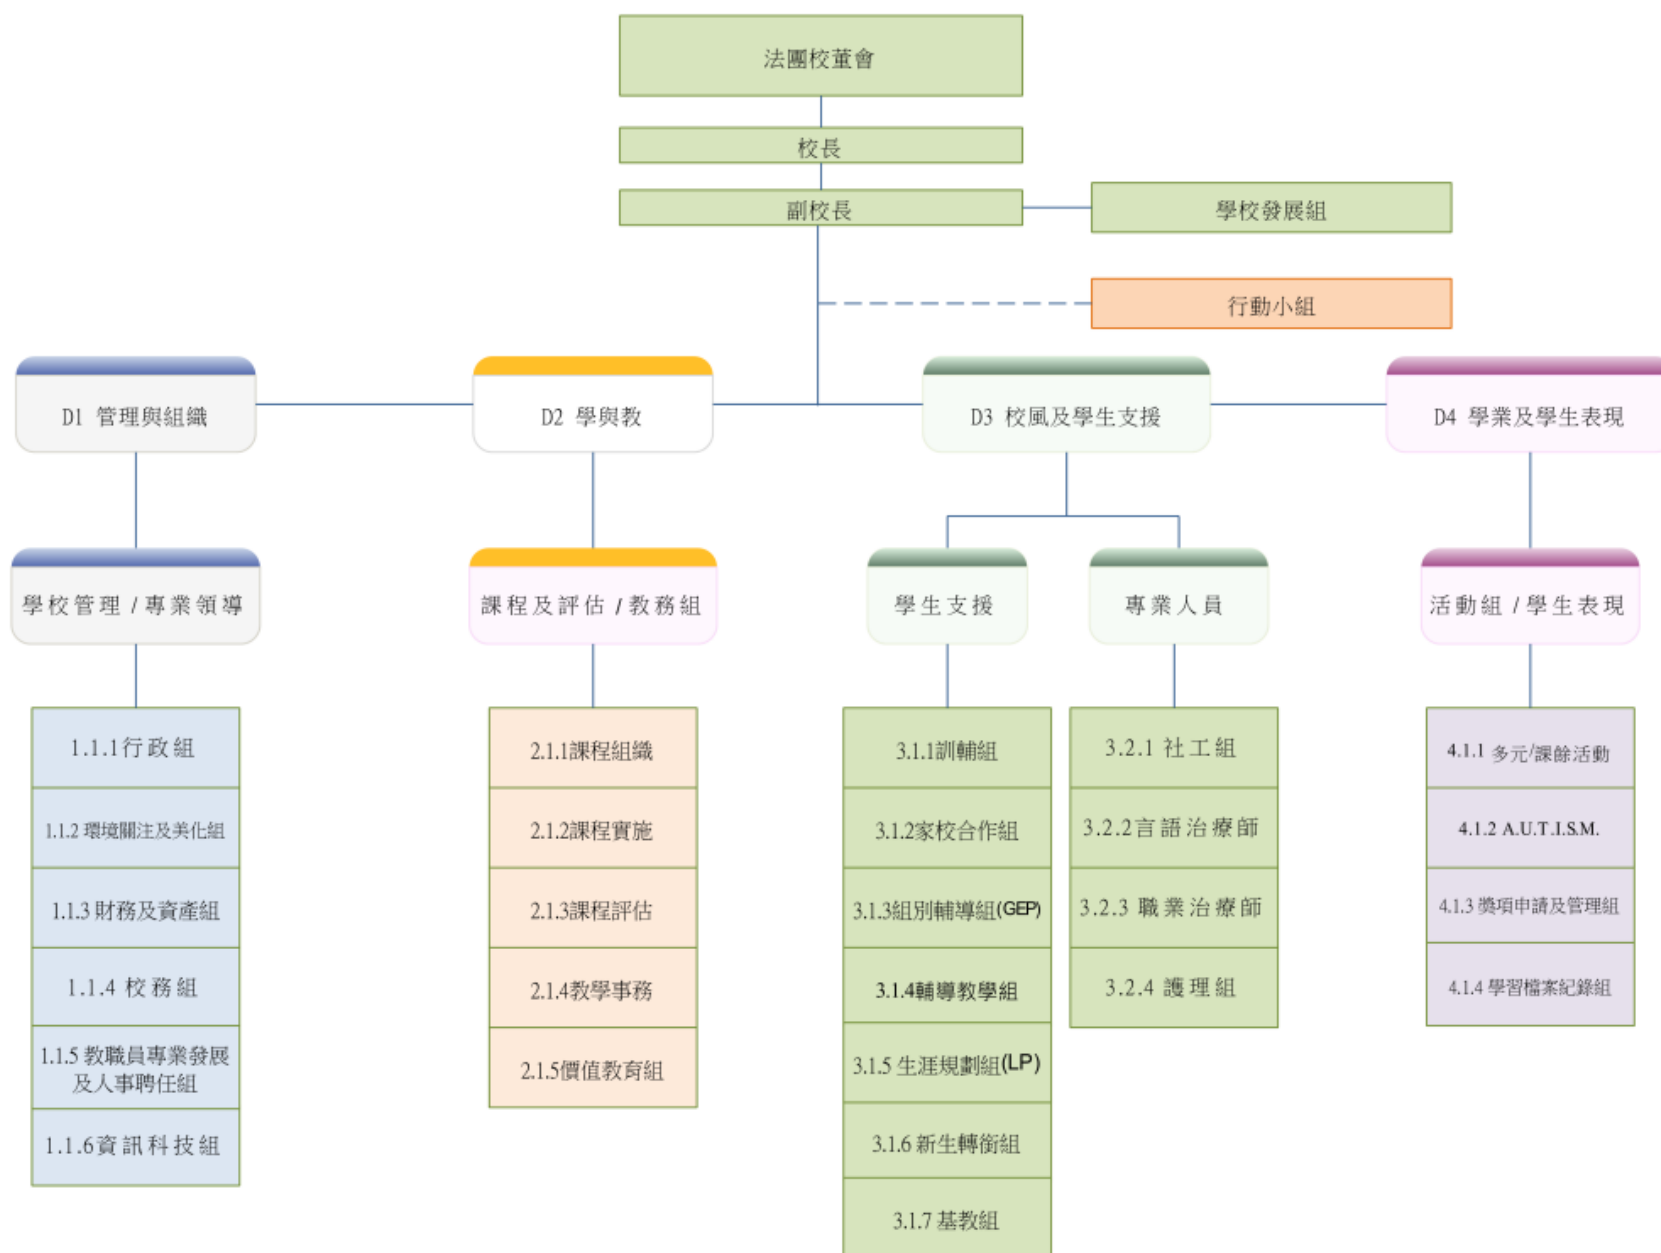 法團校董會
校長
副校長
學校發展組
行動小組
D1 管理與組織
D2 學與教
D3 校風及學生支援
D4 學業及學生表現
學校管理 / 專業領導
課程及評估 / 教務組
學生支援
專業人員
活動組 / 學生表現
1.1.1行政組
1.1.2 環境關注及美化組
1.1.3 財務及資產組
1.1.4 校務組
1.1.5 教職員專業發展
及人事聘任組
1.1.6資訊科技組
2.1.1課程組織
2.1.2課程實施
2.1.3課程評估
2.1.4教學事務
2.1.5價值教育組
3.1.1訓輔組
3.1.2家校合作組
3.1.3組別輔導組(GEP)
3.1.4輔導教學組
3.1.5 生涯規劃組(LP)
3.1.6 新生轉銜組
3.1.7 基教組
3.2.1 社工組
3.2.2言語治療師
3.2.3 職業治療師
3.2.4 護理組
4.1.1 多元/課餘活動
4.1.2 A.U.T.I.S.M.
4.1.3 獎項申請及管理組
4.1.4 學習檔案紀錄組